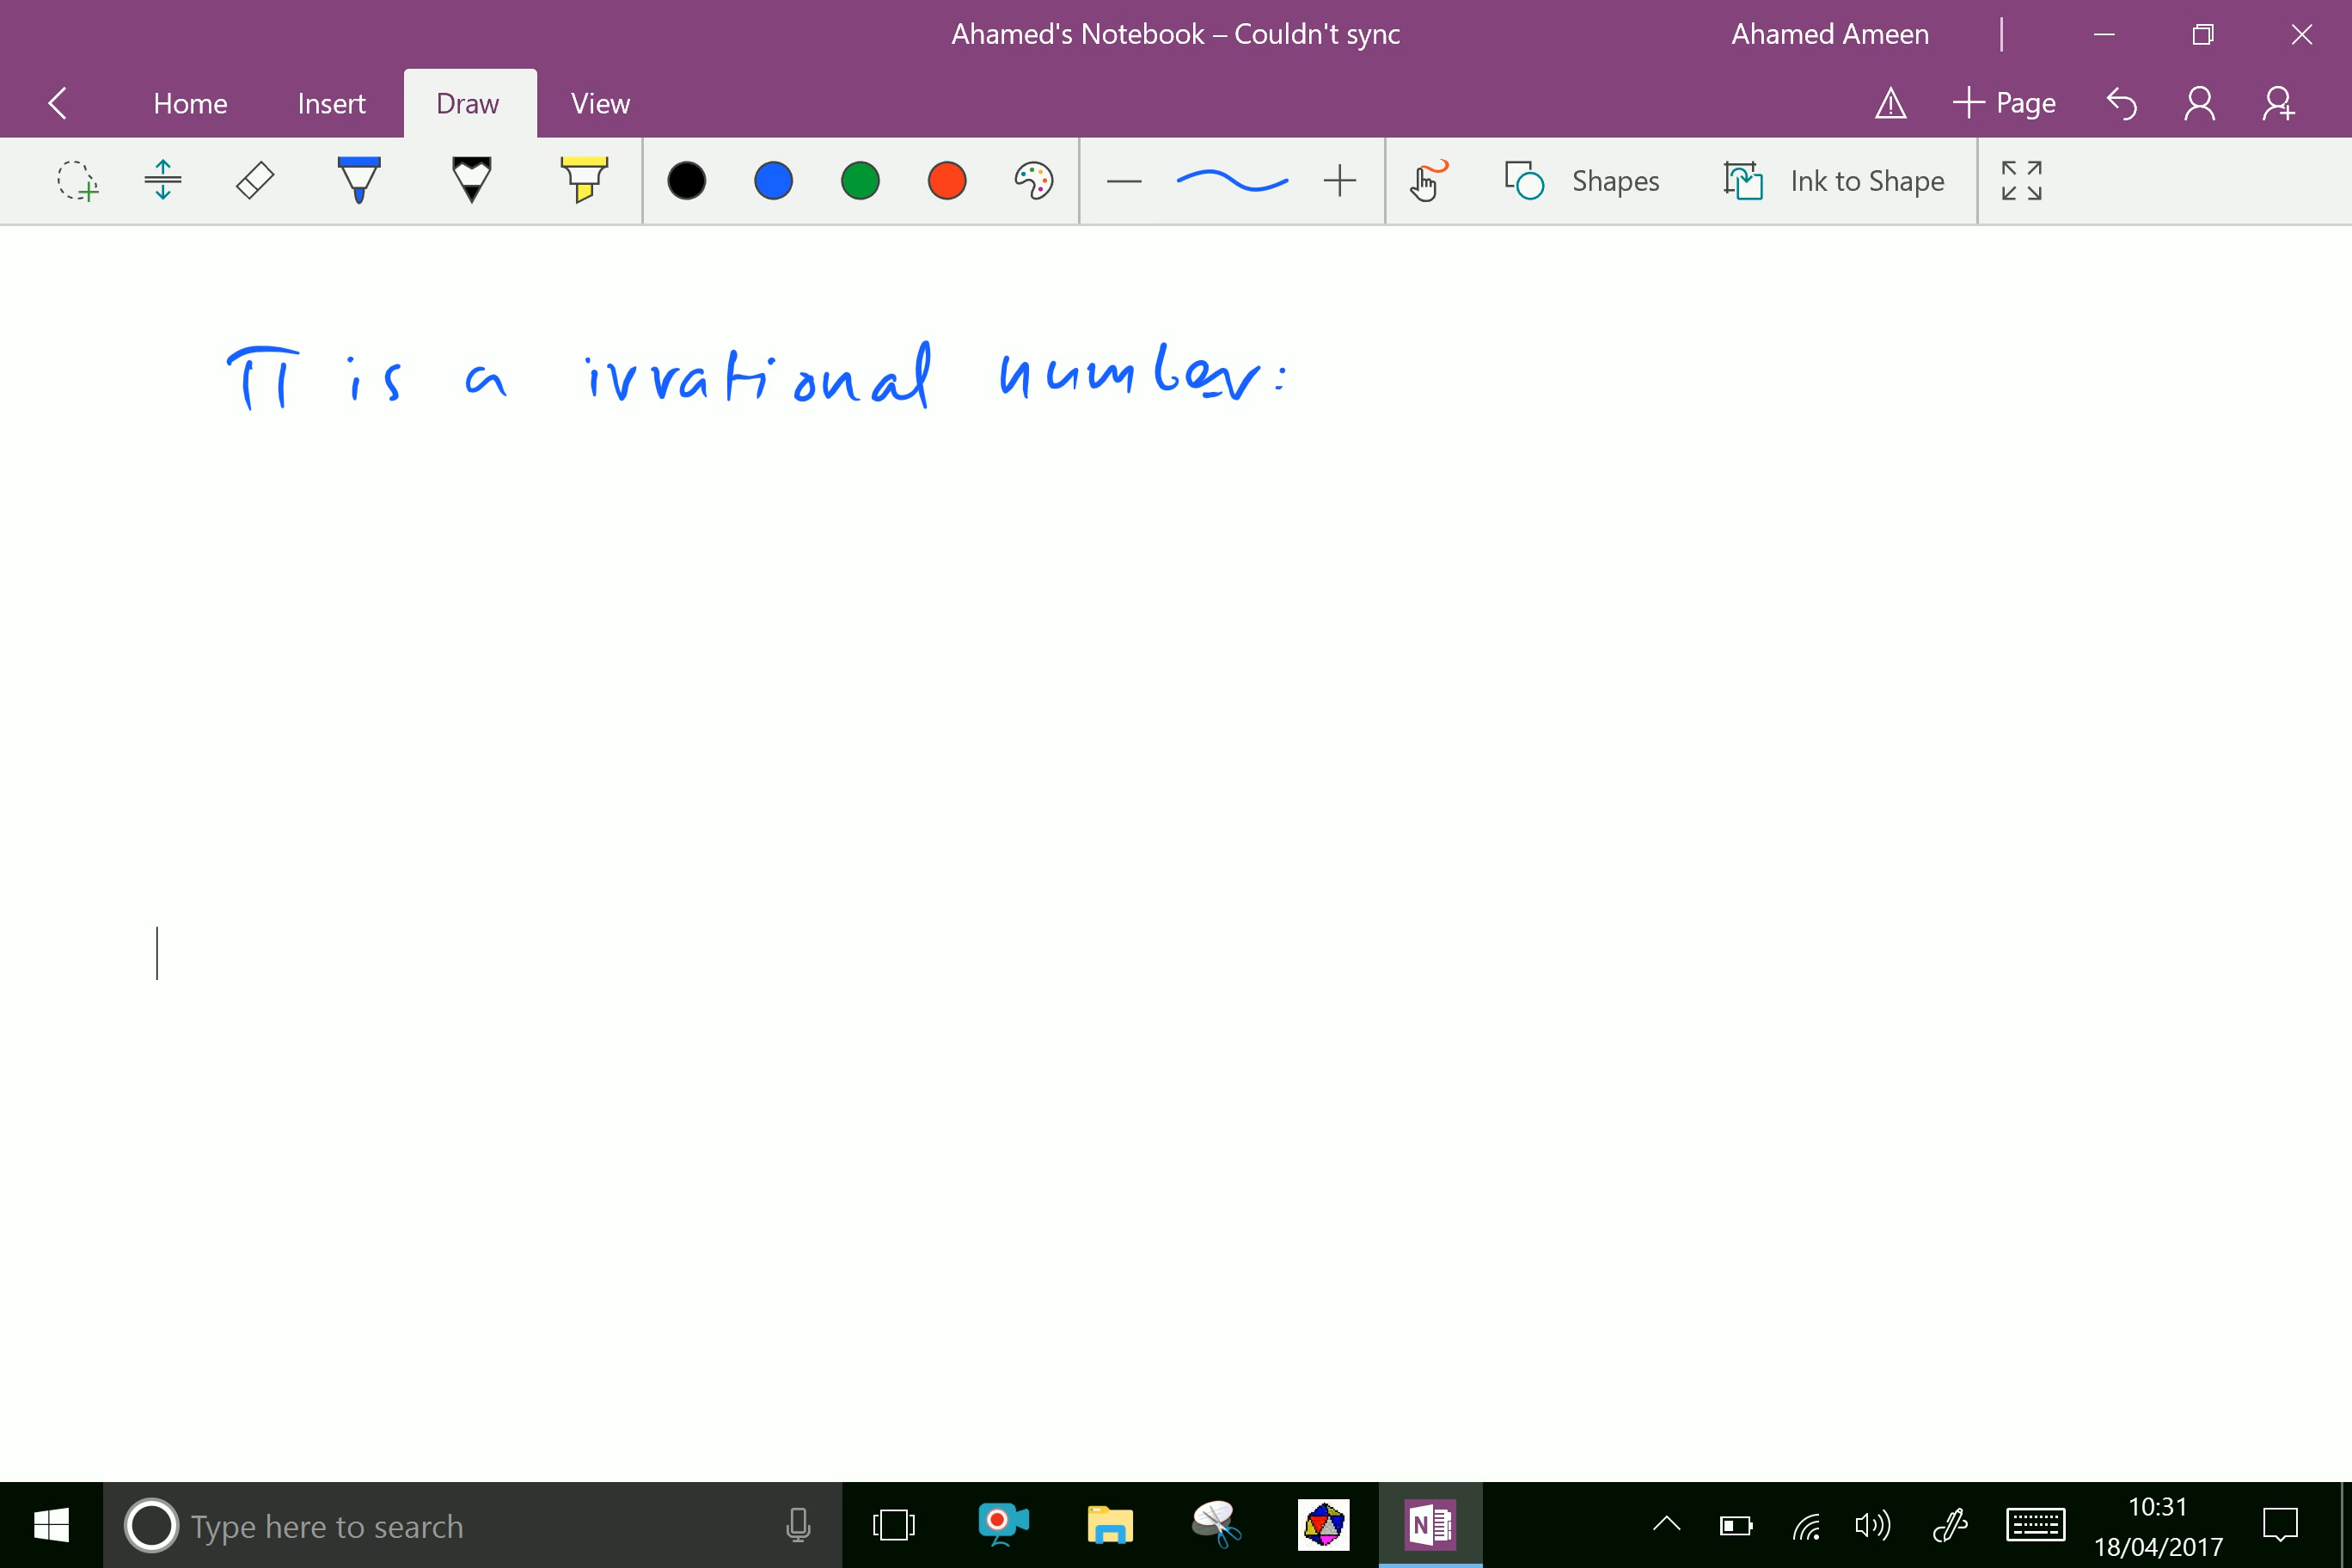 Ahamed's Notebook – Couldn't sync Ahamed Ameen
Home Insert Draw View Page
Shapes Ink to Shape
π is a irrational number:
Type here to search N 10:31
18/04/2017